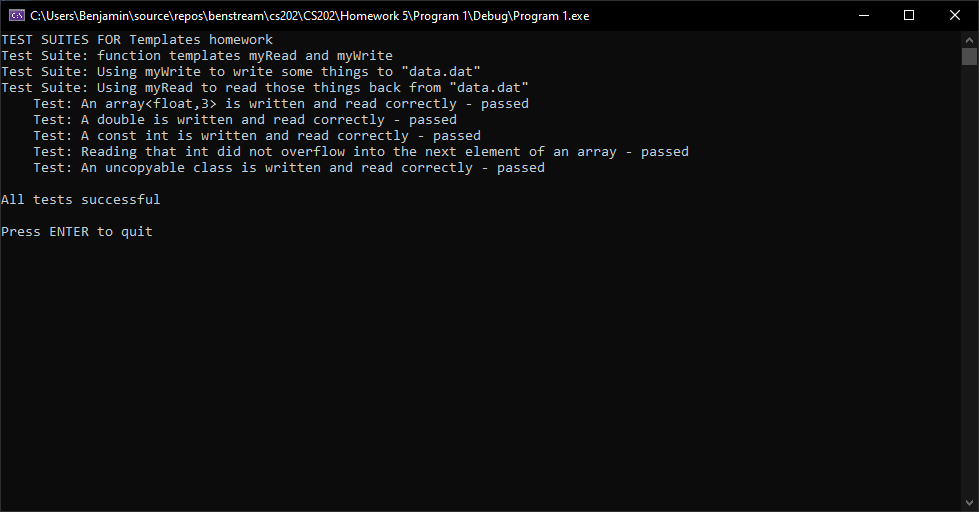 C:\Users\Benjamin\source\repos\benstream\cs202\CS202\Homework 5\Program 1\Debug\Program 1.exe
TEST SUITES FOR Templates homework
Test Suite: function templates myRead and myWrite
Test Suite: Using myWrite to write some things to "data.dat"
Test Suite: Using myRead to read those things back from "data.dat"
    Test: An array<float,3> is written and read correctly - passed
    Test: A double is written and read correctly - passed
    Test: A const int is written and read correctly - passed
    Test: Reading that int did not overflow into the next element of an array - passed
    Test: An uncopyable class is written and read correctly - passed
All tests successful
Press ENTER to quit